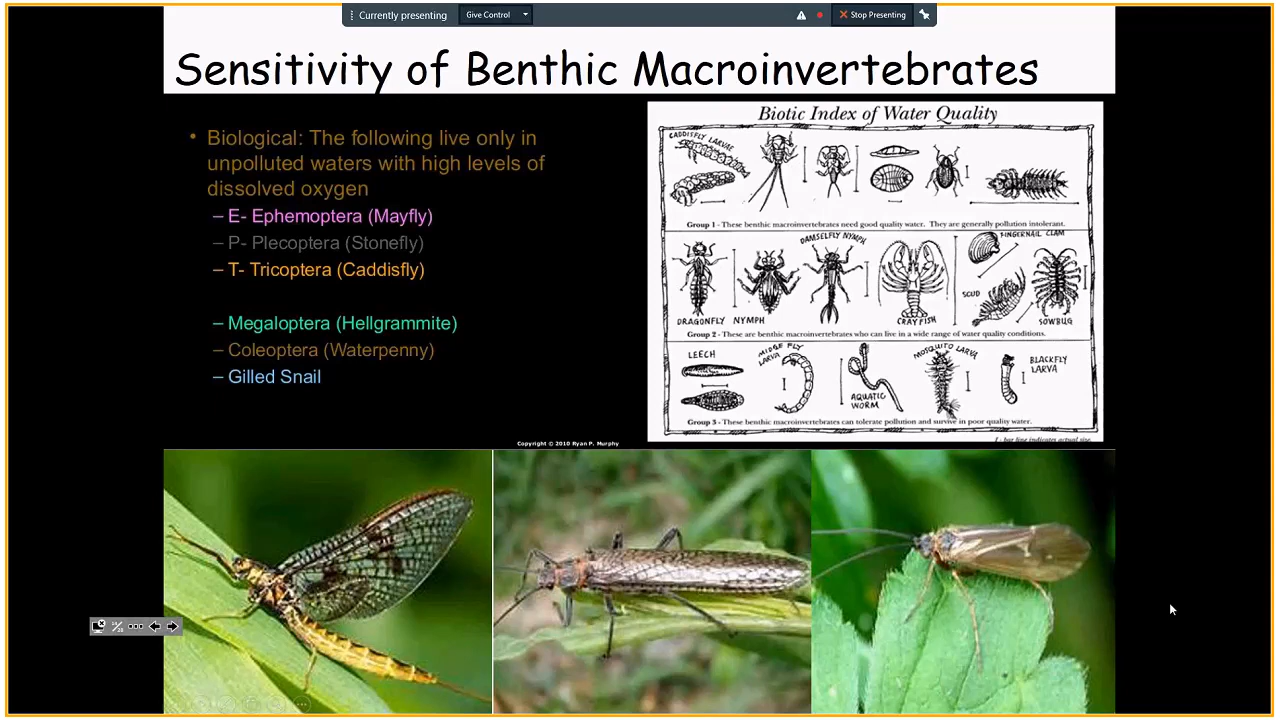 Currently presenting
Give Control
Stop Presenting
Sensitivity of Benthic Macroinvertebrates
• Biological: The following live only in
unpolluted waters with high levels of
dissolved oxygen
– E- Ephemoptera (Mayfly)
– P- Plecoptera (Stonefly)
– T- Tricoptera (Caddisfly)
– Megaloptera (Hellgrammite)
– Coleoptera (Waterpenny)
– Gilled Snail
Copyright © 2010 Ryan P. Murphy
Biotic Index of Water Quality
CADDISFLY LARVAE
Group 1 - These benthic macroinvertebrates need good quality water. They are generally pollution intolerant.
DAMSELFLY NYMPH
FINGERNAIL CLAM
SCUD
DRAGONFLY NYMPH
CRAYFISH
SOWBUG
Group 2 - These are benthic macroinvertebrates who can live in a wide range of water quality conditions.
LEECH
MIDGE FLY
LARVA
AQUATIC
WORM
MOSQUITO LARVA
BLACKFLY
LARVA
Group 3 - These benthic macroinvertebrates can tolerate pollution and survive in poor quality water.
I - bar line indicates actual size